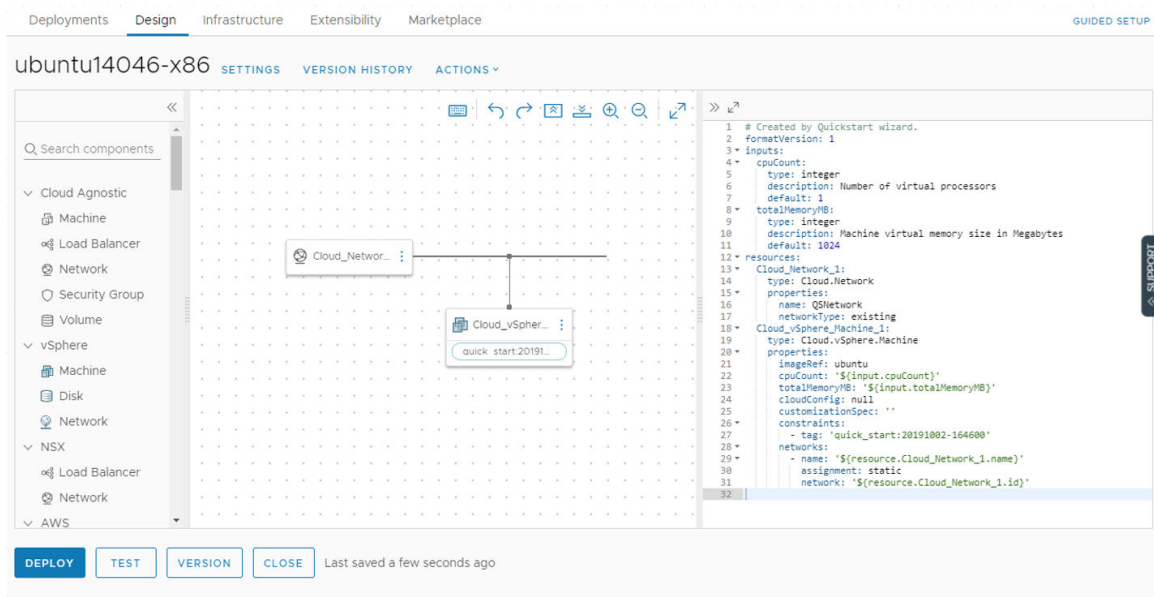 Deployments Design Infrastructure Extensibility Marketplace GUIDED SETUP
ubuntu14046-x86 SETTINGS VERSION HISTORY ACTIONS
Search components
Cloud Agnostic
Machine
Load Balancer
Network
Security Group
Volume
vSphere
Machine
Disk
Network
NSX
Load Balancer
Network
AWS
Cloud_Networ...
Cloud_vSpher...
quick_start:20191...
1 # Created by Quickstart wizard.
2 formatVersion: 1
3 inputs:
4 cpuCount:
5 type: integer
6 description: Number of virtual processors
7 default: 1
8 totalMemoryMB:
9 type: integer
10 description: Machine virtual memory size in Megabytes
11 default: 1024
12 resources:
13 Cloud_Network_1:
14 type: Cloud.Network
15 properties:
16 name: QSNetwork
17 networkType: existing
18 Cloud_vSphere_Machine_1:
19 type: Cloud.vSphere.Machine
20 properties:
21 imageRef: ubuntu
22 cpuCount: '${input.cpuCount}'
23 totalMemoryMB: '${input.totalMemoryMB}'
24 cloudConfig: null
25 customizationSpec: ''
26 constraints:
27 - tag: 'quick_start:20191002-164600'
28 networks:
29 - name: '${resource.Cloud_Network_1.name}'
30 assignment: static
31 network: '${resource.Cloud_Network_1.id}'
32
SUPPORT
DEPLOY TEST VERSION CLOSE Last saved a few seconds ago